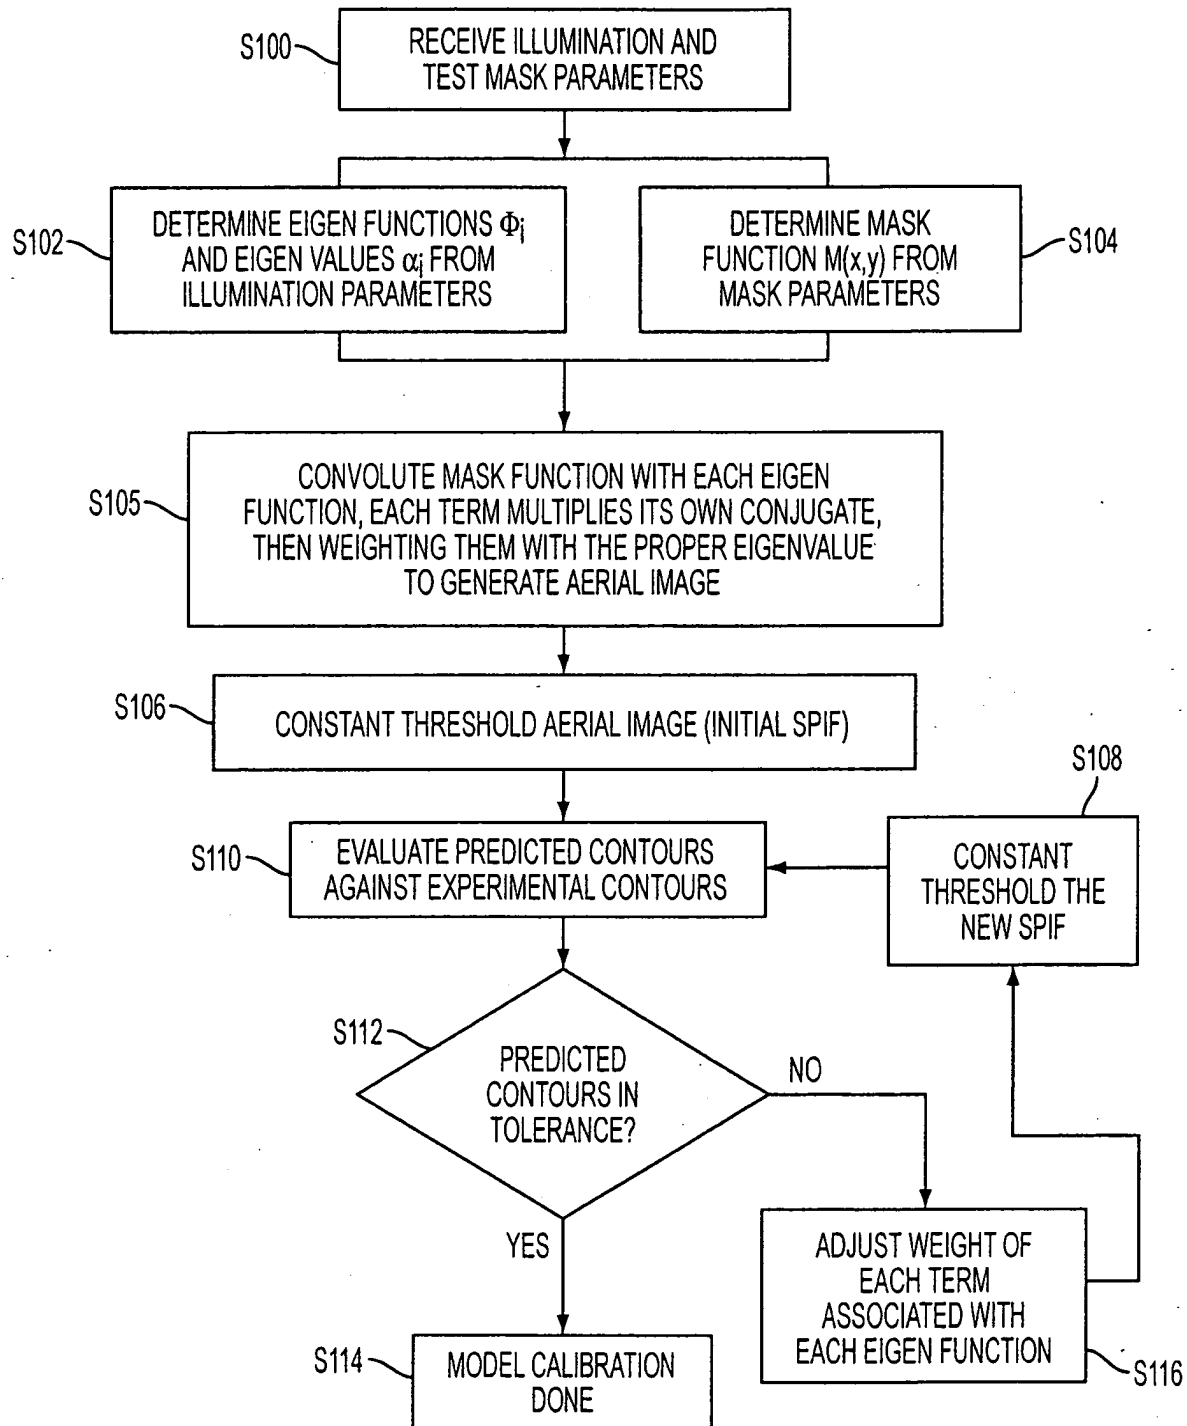 S100
RECEIVE ILLUMINATION AND
TEST MASK PARAMETERS
S102
DETERMINE EIGEN FUNCTIONS Φi
AND EIGEN VALUES αi FROM
ILLUMINATION PARAMETERS
DETERMINE MASK
FUNCTION M(x,y) FROM
MASK PARAMETERS
S104
S105
CONVOLUTE MASK FUNCTION WITH EACH EIGEN
FUNCTION, EACH TERM MULTIPLIES ITS OWN CONJUGATE,
THEN WEIGHTING THEM WITH THE PROPER EIGENVALUE
TO GENERATE AERIAL IMAGE
S106
CONSTANT THRESHOLD AERIAL IMAGE (INITIAL SPIF)
S108
CONSTANT
THRESHOLD THE
NEW SPIF
S110
EVALUATE PREDICTED CONTOURS
AGAINST EXPERIMENTAL CONTOURS
S112
PREDICTED
CONTOURS IN
TOLERANCE?
NO
YES
ADJUST WEIGHT OF
EACH TERM
ASSOCIATED WITH
EACH EIGEN FUNCTION
S116
S114
MODEL CALIBRATION
DONE